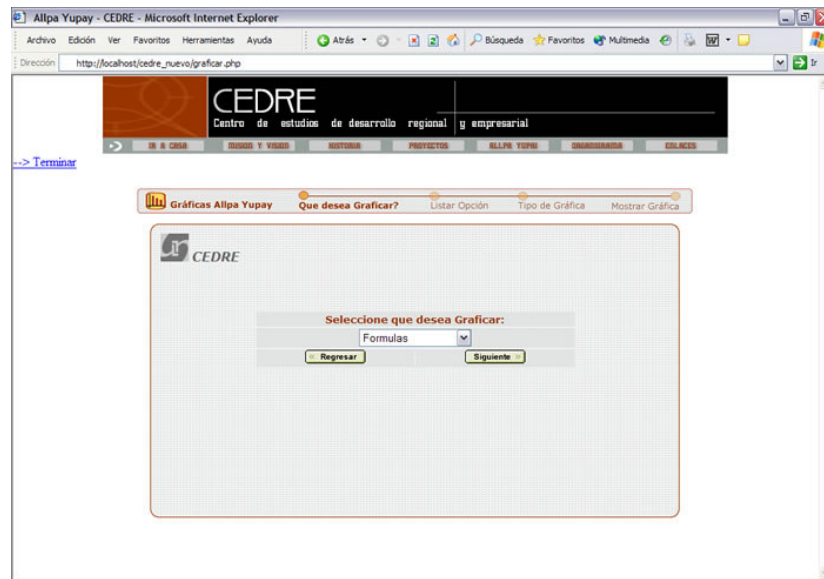 Allpa Yupay - CEDRE - Microsoft Internet Explorer
Archivo Edición Ver Favoritos Herramientas Ayuda Atrás Búsqueda Favoritos Multimedia
Dirección http://localhost/cedre_nuevo/graficar.php Ir
CEDRE
Centro de estudios de desarrollo regional y empresarial
IR A CASA MISION Y VISION HISTORIA PROYECTOS ALLPA YUPAI ORGANIGRAMA ENLACES
--> Terminar
Gráficas Allpa Yupay Que desea Graficar? Listar Opción Tipo de Gráfica Mostrar Gráfica
CEDRE
Seleccione que desea Graficar:
Formulas
« Regresar Siguiente »